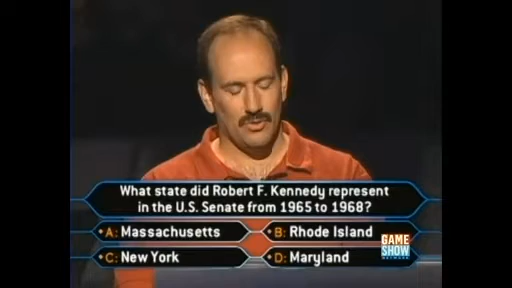 What state did Robert F. Kennedy represent
in the U.S. Senate from 1965 to 1968?
A: Massachusetts
B: Rhode Island
C: New York
D: Maryland
GAME
SHOW
NETWORK